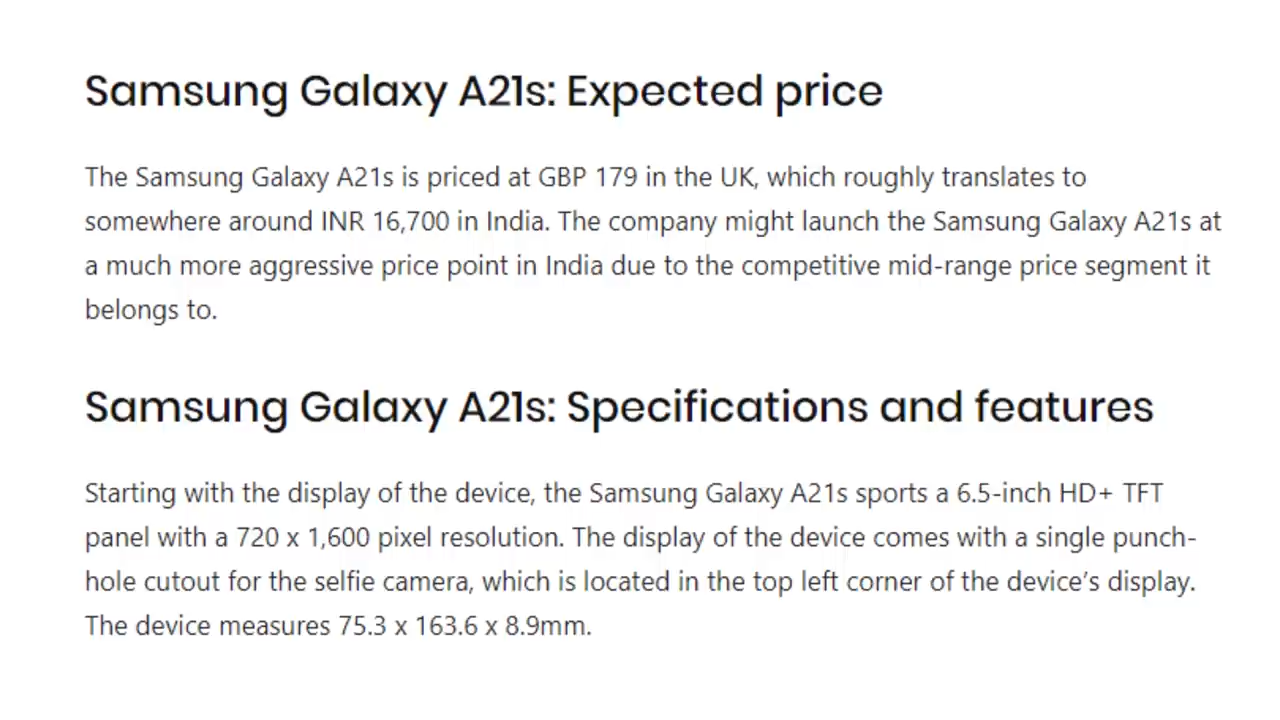 Samsung Galaxy A21s: Expected price
The Samsung Galaxy A21s is priced at GBP 179 in the UK, which roughly translates to
somewhere around INR 16,700 in India. The company might launch the Samsung Galaxy A21s at
a much more aggressive price point in India due to the competitive mid-range price segment it
belongs to.
Samsung Galaxy A21s: Specifications and features
Starting with the display of the device, the Samsung Galaxy A21s sports a 6.5-inch HD+ TFT
panel with a 720 x 1,600 pixel resolution. The display of the device comes with a single punch-
hole cutout for the selfie camera, which is located in the top left corner of the device’s display.
The device measures 75.3 x 163.6 x 8.9mm.